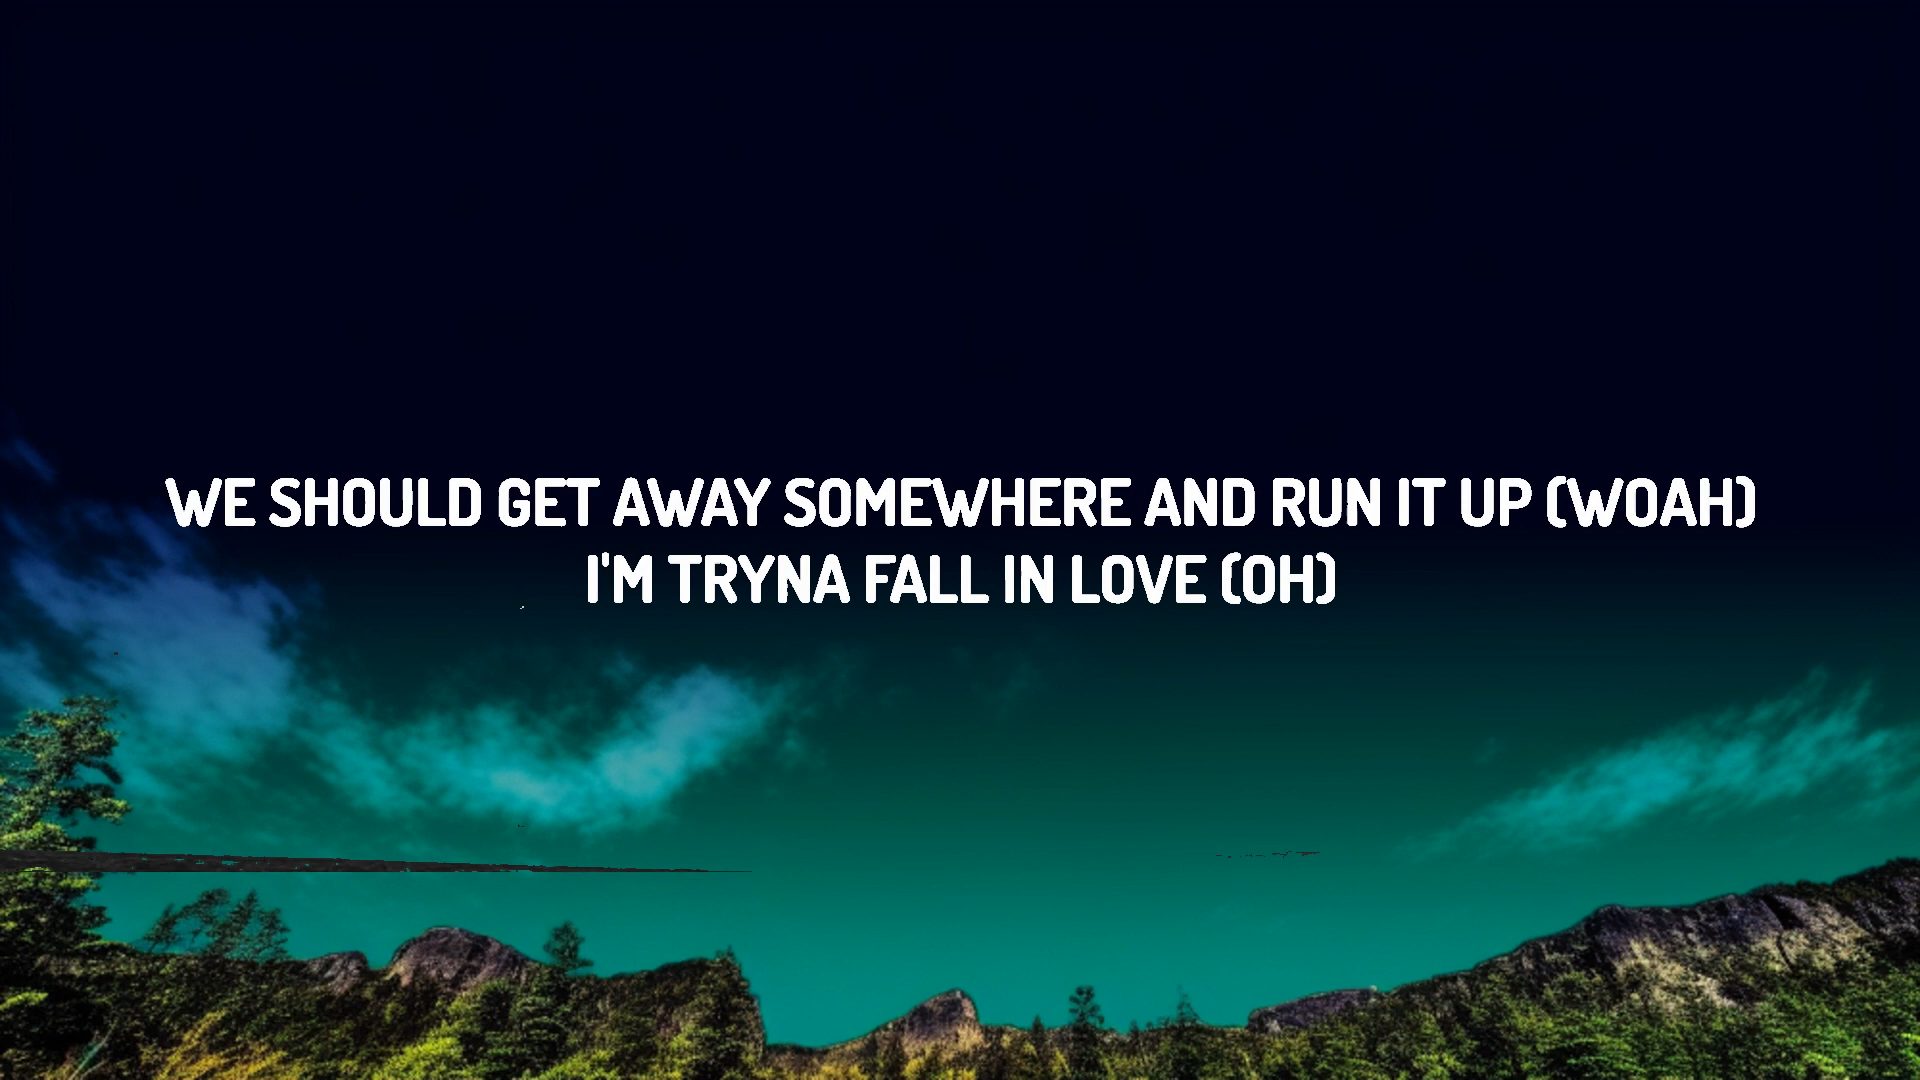 WE SHOULD GET AWAY SOMEWHERE AND RUN IT UP (WOAH)
I'M TRYNA FALL IN LOVE (OH)